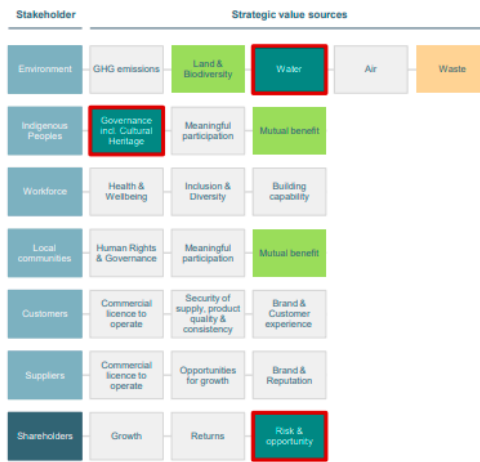 Stakeholder
Strategic value sources
Environment
GHG emissions
Land &
Biodiversity
Water
Air
Waste
Indigenous
Peoples
Governance
incl. Cultural
Heritage
Meaningful
participation
Mutual benefit
Workforce
Health &
Wellbeing
Inclusion &
Diversity
Building
capability
Local
communities
Human Rights
& Governance
Meaningful
participation
Mutual benefit
Customers
Commercial
licence to
operate
Security of
supply, product
quality &
consistency
Brand &
Customer
experience
Suppliers
Commercial
licence to
operate
Opportunities
for growth
Brand &
Reputation
Shareholders
Growth
Returns
Risk &
opportunity